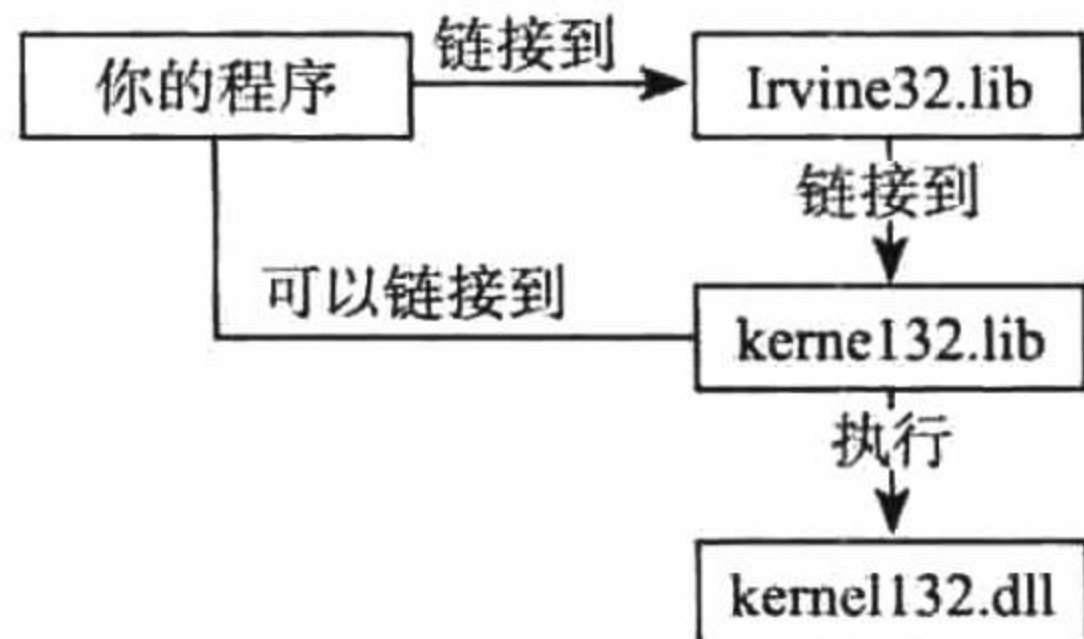 你的程序
链接到
Irvine32.lib
链接到
可以链接到
kerne132.lib
执行
kernel132.dll